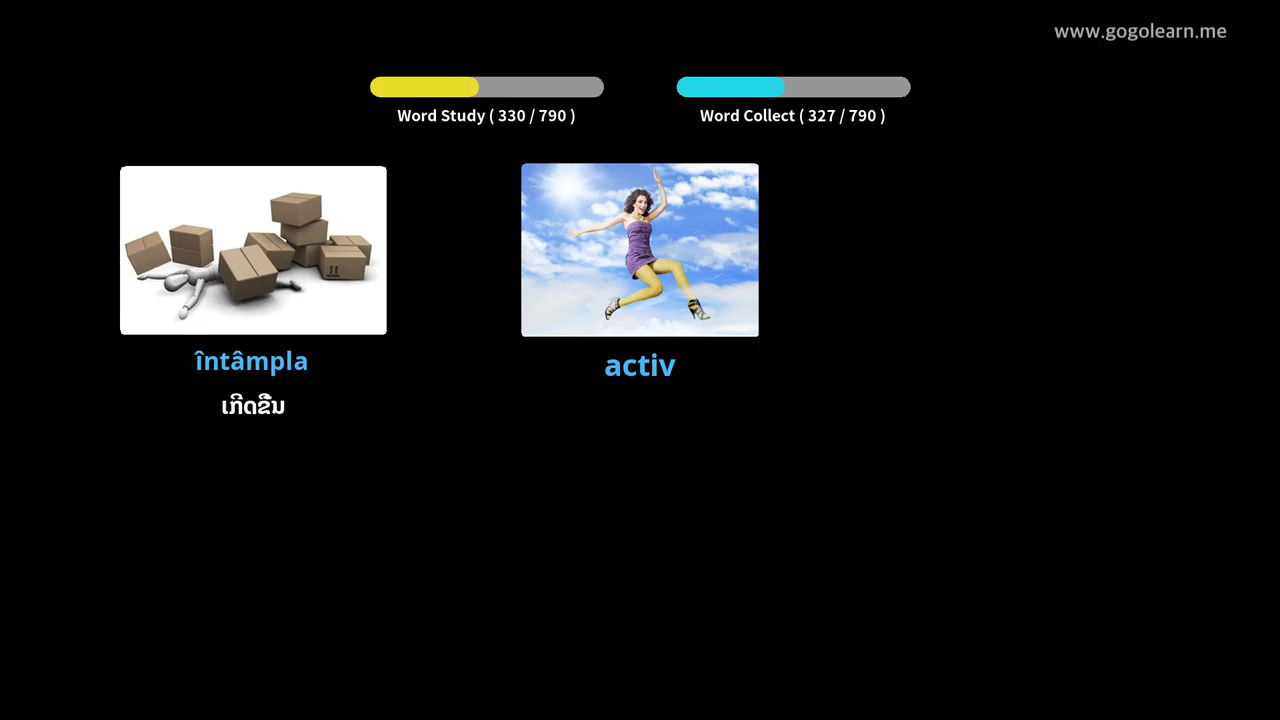 www.gogolearn.me
Word Study ( 330 / 790 )
Word Collect ( 327 / 790 )
întâmpla
ເກີດຂື້ນ
activ